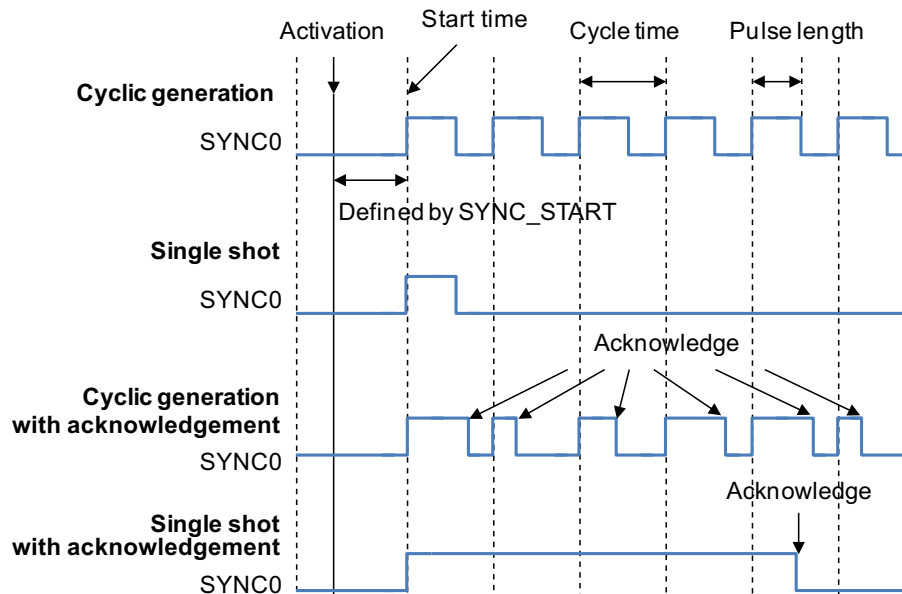 Activation
Start time
Cycle time
Pulse length
Cyclic generation
SYNC0
Defined by SYNC_START
Single shot
SYNC0
Acknowledge
Cyclic generation
with acknowledgement
SYNC0
Acknowledge
Single shot
with acknowledgement
SYNC0